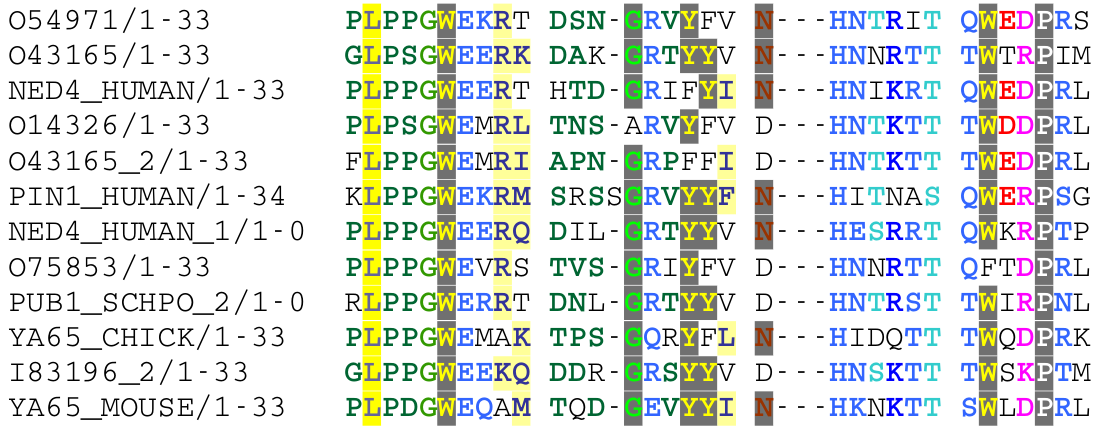 O54971/1-33 PLPPGWEKRT DSN-GRVYFV N---HNTRIT QWEDPRS
O43165/1-33 GLPSGWEERK DAK-GRTYYV N---HNNRTT TWTRPIM
NED4_HUMAN/1-33 PLPPGWEERT HTD-GRIFYI N---HNIKRT QWEDPRL
O14326/1-33 PLPSGWEMRL TNS-ARVYFV D---HNTKTT TWDDPRL
O43165_2/1-33 FLPPGWEMRI APN-GRPFFI D---HNTKTT TWEDPRL
PIN1_HUMAN/1-34 KLPPGWEKRM SRSSGRVYYF N---HITNAS QWERPSG
NED4_HUMAN_1/1-0 PLPPGWEERQ DIL-GRTYYV N---HESRRT QWKRPTP
O75853/1-33 PLPPGWEVRS TVS-GRIYFV D---HNNRTT QFTDPRL
PUB1_SCHPO_2/1-0 RLPPGWERRT DNL-GRTYYV D---HNTRST TWIRPNL
YA65_CHICK/1-33 PLPPGWEMAK TPS-GQRYFL N---HIDQTT TWQDPRK
I83196_2/1-33 GLPPGWEEKQ DDR-GRSYYV D---HNSKTT TWSKPTM
YA65_MOUSE/1-33 PLPDGWEQAM TQD-GEVYYI N---HKNKTT SWLDPRL